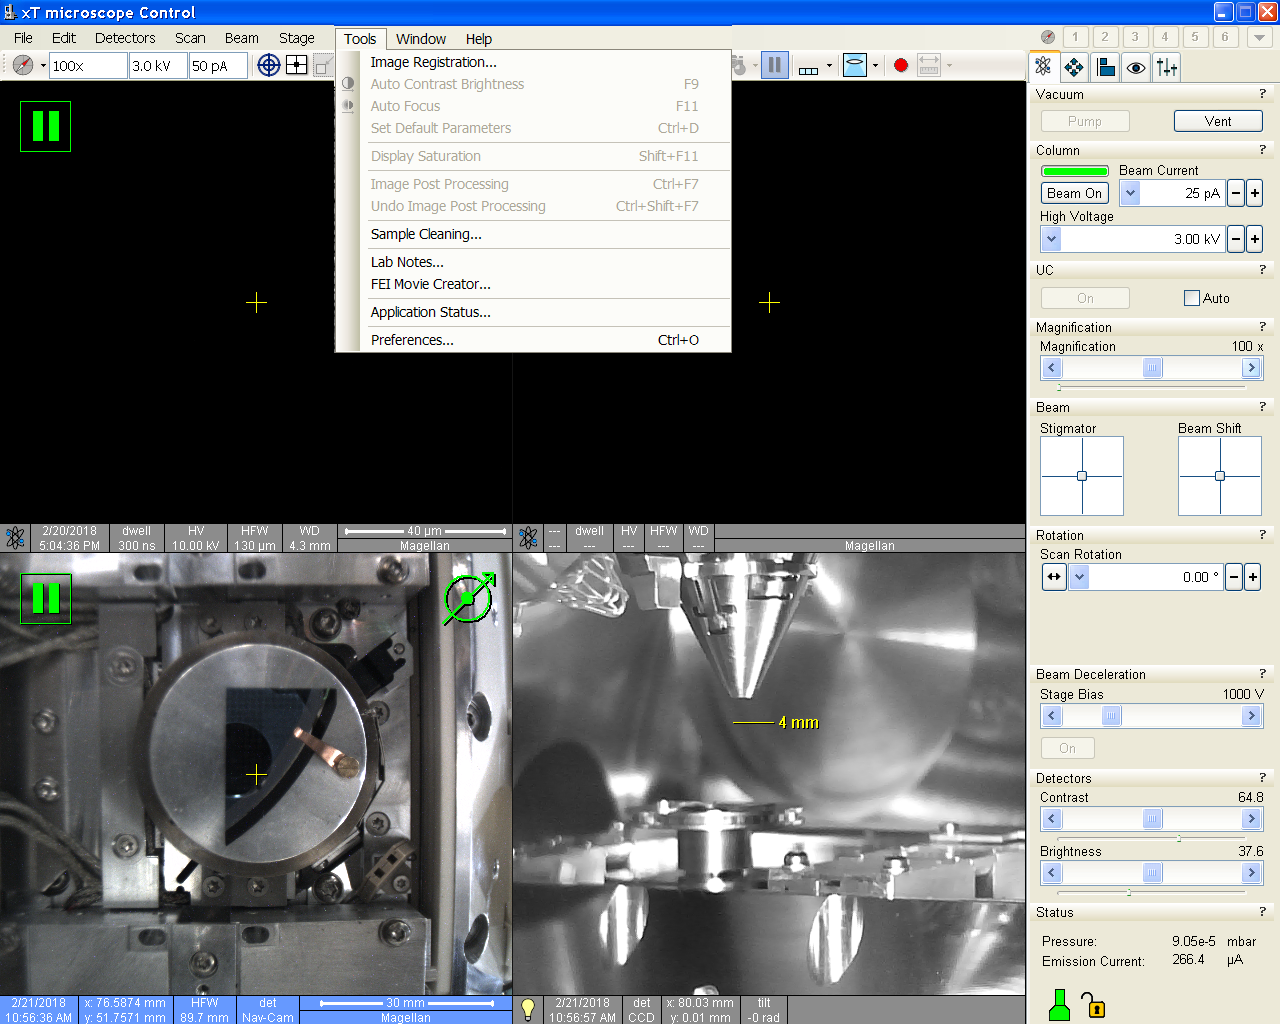 xT microscope Control
File Edit Detectors Scan Beam Stage Tools Window Help
1 2 3 4 5 6
100x 3.0 kV 50 pA
Image Registration...
Auto Contrast Brightness F9
Auto Focus F11
Set Default Parameters Ctrl+D
Display Saturation Shift+F11
Image Post Processing Ctrl+F7
Undo Image Post Processing Ctrl+Shift+F7
Sample Cleaning...
Lab Notes...
FEI Movie Creator...
Application Status...
Preferences... Ctrl+O
2/20/2018 dwell HV HFW WD 40 µm
5:04:36 PM 300 ns 10.00 kV 130 µm 4.3 mm Magellan
--- dwell HV HFW WD
--- --- --- --- --- Magellan
4 mm
2/21/2018 x: 76.5874 mm HFW det 30 mm
10:56:36 AM y: 51.7571 mm 89.7 mm Nav-Cam Magellan
2/21/2018 det x: 80.03 mm tilt
10:56:57 AM CCD y: 0.01 mm -0 rad
Vacuum ?
Pump Vent
Column ?
Beam Current
Beam On 25 pA
High Voltage
3.00 kV
UC ?
On Auto
Magnification ?
Magnification 100 x
Beam ?
Stigmator Beam Shift
Rotation ?
Scan Rotation
0.00 °
Beam Deceleration ?
Stage Bias 1000 V
On
Detectors ?
Contrast 64.8
Brightness 37.6
Status ?
Pressure: 9.05e-5 mbar
Emission Current: 266.4 µA